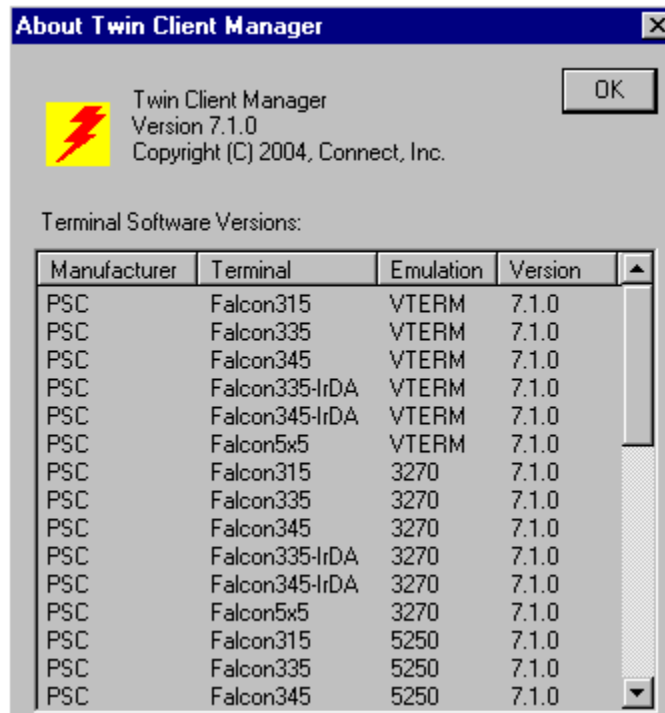 About Twin Client Manager
OK
Twin Client Manager
Version 7.1.0
Copyright (C) 2004, Connect, Inc.
Terminal Software Versions:
Manufacturer Terminal Emulation Version
PSC Falcon315 VTERM 7.1.0
PSC Falcon335 VTERM 7.1.0
PSC Falcon345 VTERM 7.1.0
PSC Falcon335-IrDA VTERM 7.1.0
PSC Falcon345-IrDA VTERM 7.1.0
PSC Falcon5x5 VTERM 7.1.0
PSC Falcon315 3270 7.1.0
PSC Falcon335 3270 7.1.0
PSC Falcon345 3270 7.1.0
PSC Falcon335-IrDA 3270 7.1.0
PSC Falcon345-IrDA 3270 7.1.0
PSC Falcon5x5 3270 7.1.0
PSC Falcon315 5250 7.1.0
PSC Falcon335 5250 7.1.0
PSC Falcon345 5250 7.1.0